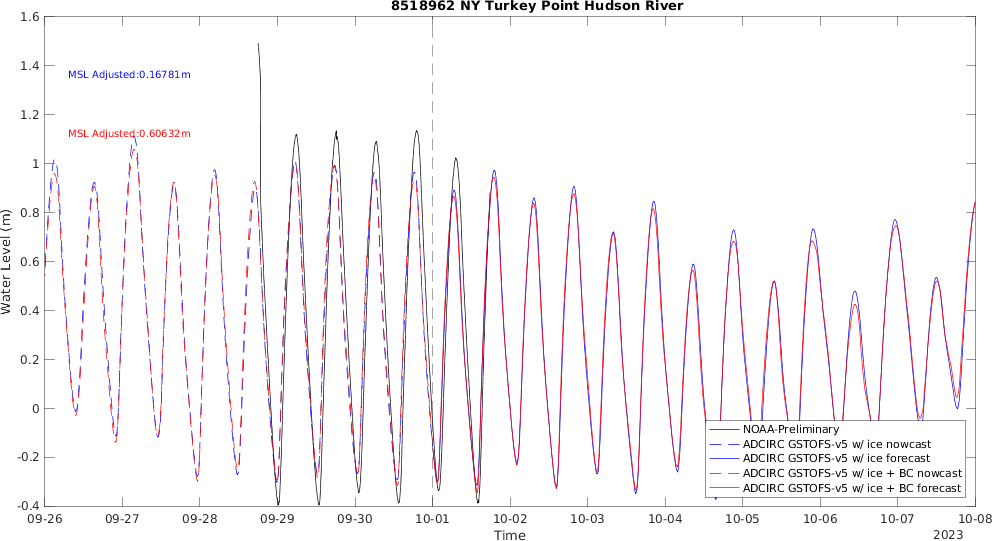 8518962 NY Turkey Point Hudson River
1.6
1.4
1.2
1
0.8
0.6
0.4
0.2
0
-0.2
-0.4
Water Level (m)
MSL Adjusted:0.16781m
MSL Adjusted:0.60632m
NOAA-Preliminary
ADCIRC GSTOFS-v5 w/ ice nowcast
ADCIRC GSTOFS-v5 w/ ice forecast
ADCIRC GSTOFS-v5 w/ ice + BC nowcast
ADCIRC GSTOFS-v5 w/ ice + BC forecast
09-26 09-27 09-28 09-29 09-30 10-01 10-02 10-03 10-04 10-05 10-06 10-07 10-08
Time
2023